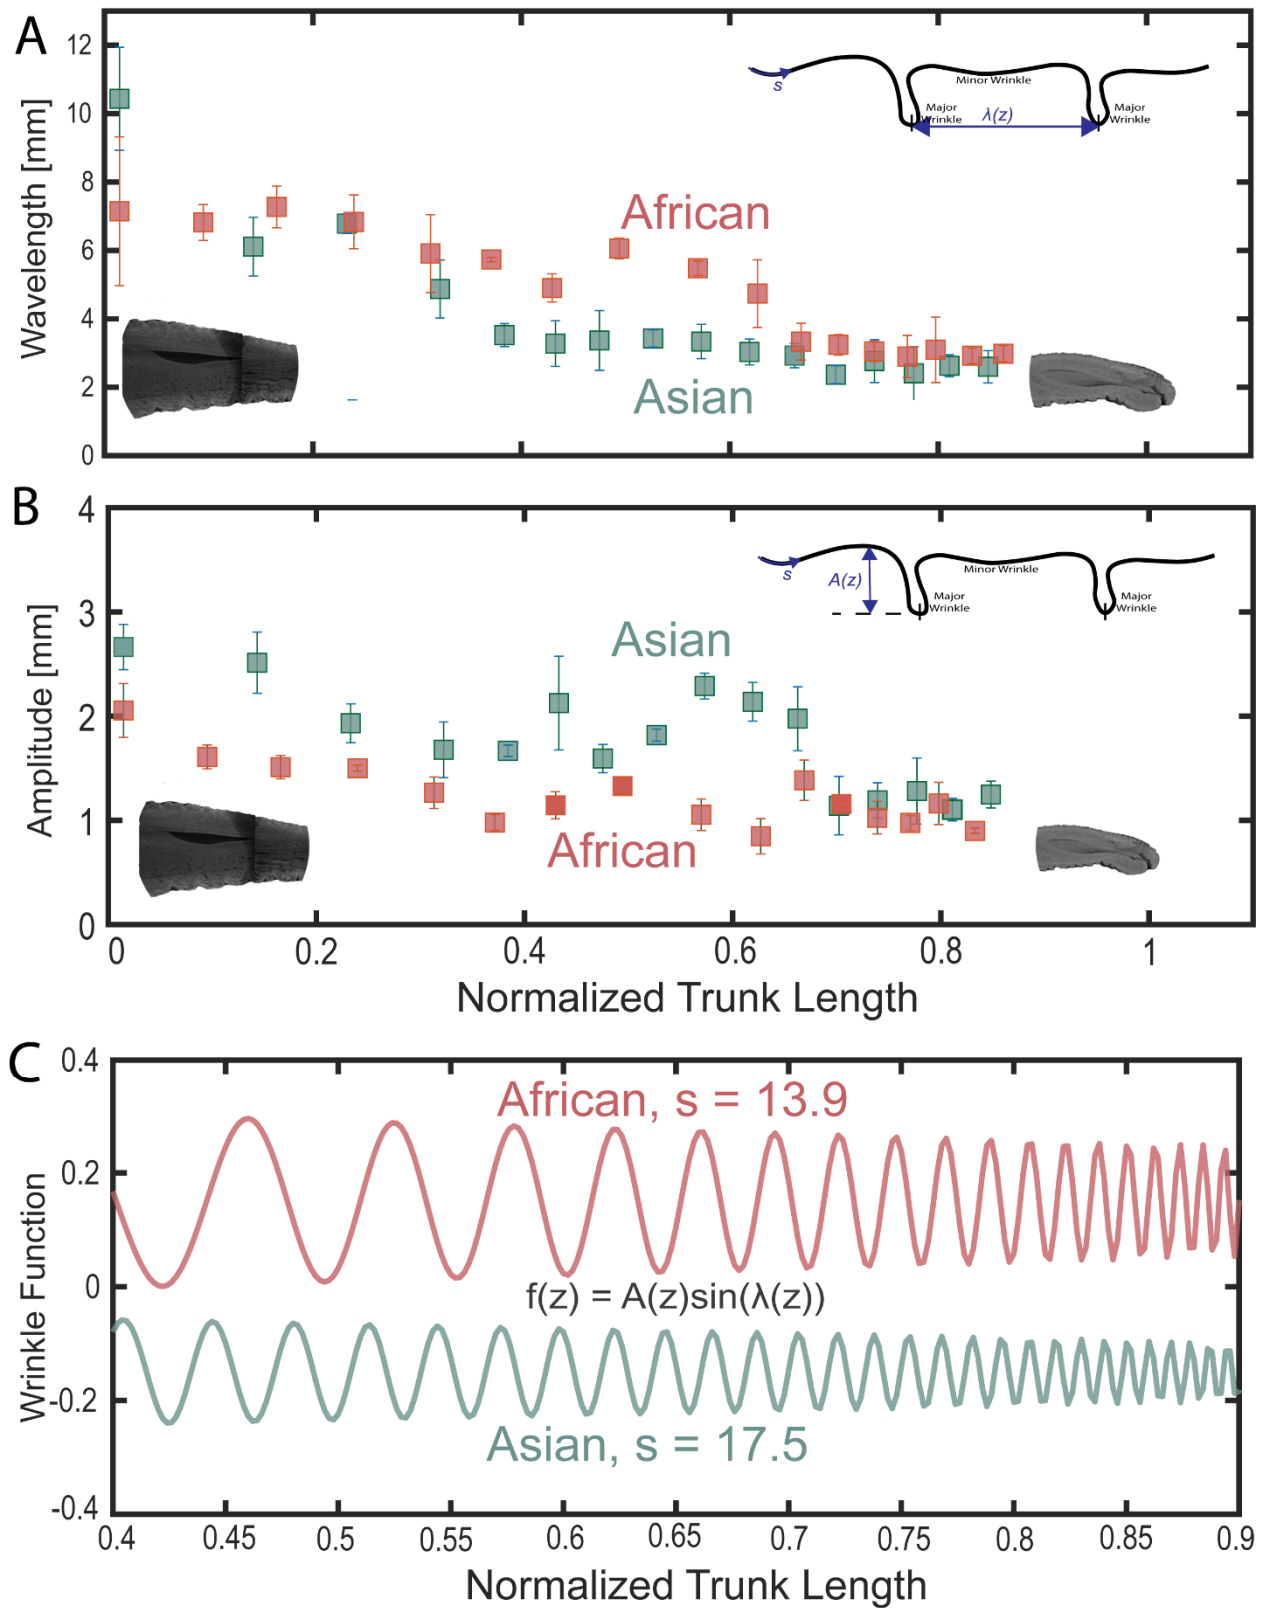 A
Wavelength [mm]
12
10
8
6
4
2
0
s
Minor Wrinkle
Major
Wrinkle
λ(z)
Major
Wrinkle
African
Asian
B
Amplitude [mm]
4
3
2
1
0
s
A(z)
Minor Wrinkle
Major
Wrinkle
Major
Wrinkle
Asian
African
0 0.2 0.4 0.6 0.8 1
Normalized Trunk Length
C
Wrinkle Function
0.4
0.2
0
-0.2
-0.4
African, s = 13.9
f(z) = A(z)sin(λ(z))
Asian, s = 17.5
0.4 0.45 0.5 0.55 0.6 0.65 0.7 0.75 0.8 0.85 0.9
Normalized Trunk Length